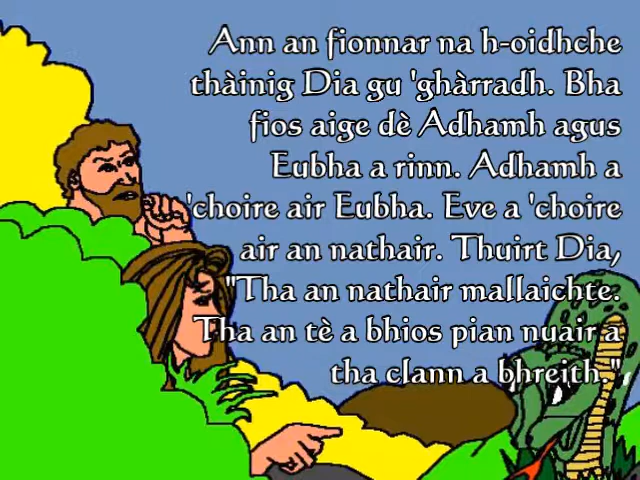 Ann an fionnar na h-oidhche
thàinig Dia gu 'ghàrradh. Bha
fios aige dè Adhamh agus
Eubha a rinn. Adhamh a
'choire air Eubha. Eve a 'choire
air an nathair. Thuirt Dia,
"Tha an nathair mallaichte.
Tha an tè a bhios pian nuair a
tha clann a bhreith."